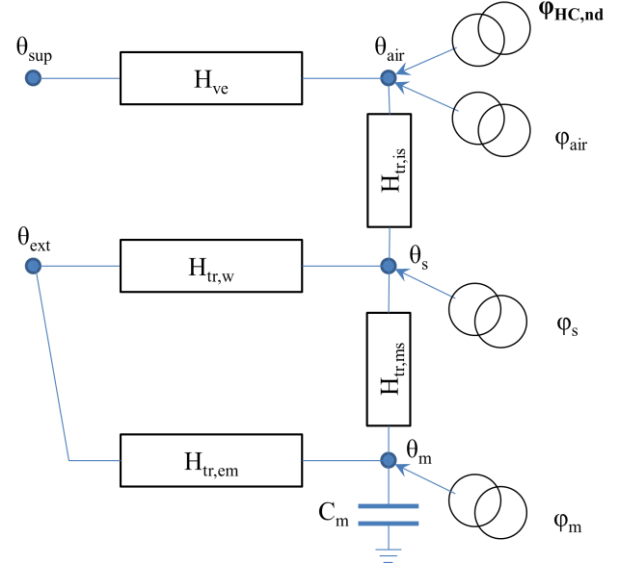 φHC,nd
θsup
θair
Hve
φair
Htr,is
θext
θs
Htr,w
φs
Htr,ms
θm
Htr,em
Cm
φm